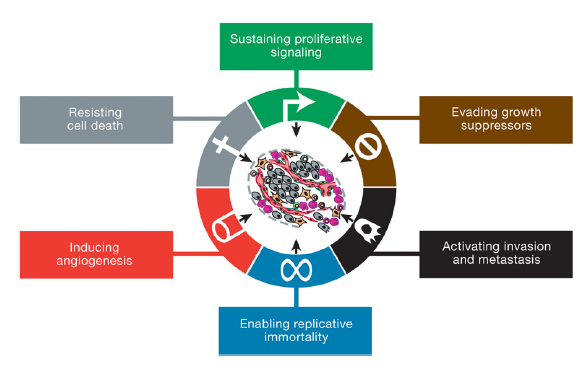 Sustaining proliferative
signaling
Resisting
cell death
Evading growth
suppressors
Inducing
angiogenesis
Activating invasion
and metastasis
Enabling replicative
immortality